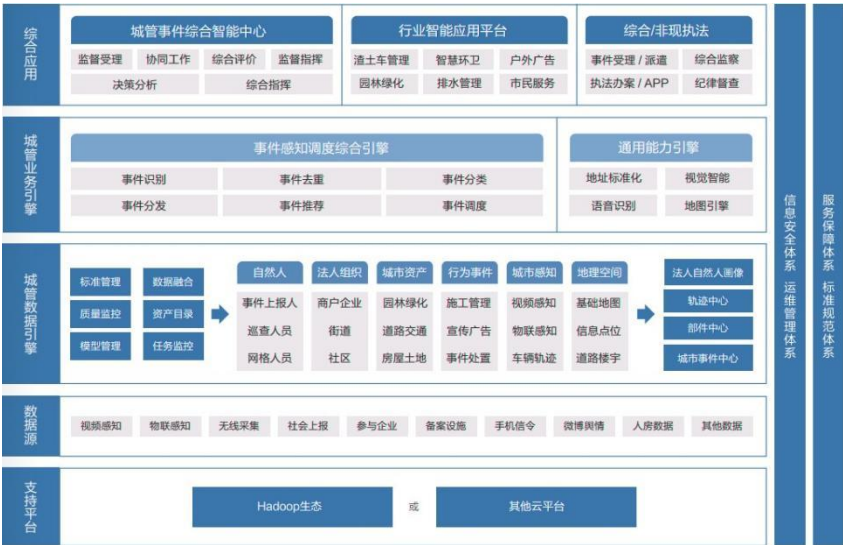 综合应用
城管事件综合智能中心
监督受理 协同工作 综合评价 监督指挥
决策分析 综合指挥
行业智能应用平台
渣土车管理 智慧环卫 户外广告
园林绿化 排水管理 市民服务
综合/非现执法
事件受理 / 派遣 综合监察
执法办案 / APP 纪律督查
城管业务引擎
事件感知调度综合引擎
事件识别 事件去重 事件分类
事件分发 事件推荐 事件调度
通用能力引擎
地址标准化 视觉智能
语音识别 地图引擎
城管数据引擎
标准管理 数据融合
质量监控 资产目录
模型管理 任务监控
自然人 法人组织 城市资产 行为事件 城市感知 地理空间
事件上报人 商户企业 园林绿化 施工管理 视频感知 基础地图
巡查人员 街道 道路交通 宣传广告 物联感知 信息点位
网格人员 社区 房屋土地 事件处置 车辆轨迹 道路楼宇
法人自然人画像
轨迹中心
部件中心
城市事件中心
数据源
视频感知 物联感知 无线采集 社会上报 参与企业 备案设施 手机信令 微博舆情 人房数据 其他数据
支持平台
Hadoop生态 或 其他云平台
信息安全体系 运维管理体系
服务保障体系 标准规范体系